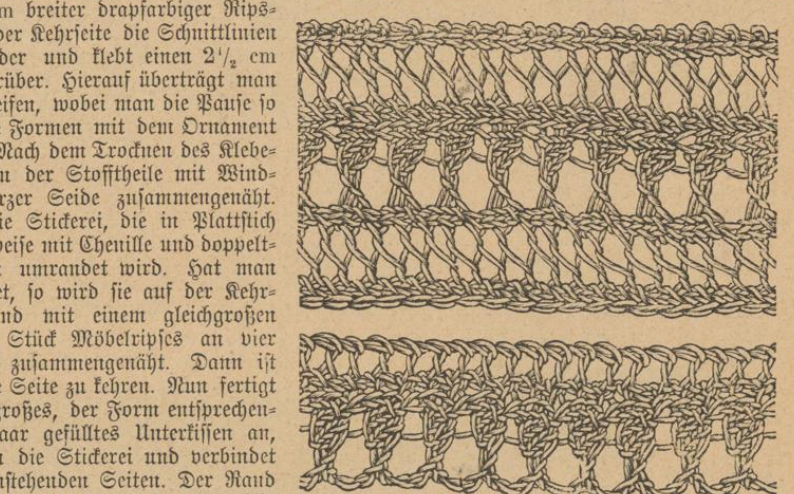 m breiter drapfarbiger Rips-
der Kehrseite die Schnittlinien
der und klebt einen 2½ cm
rüber. Hierauf überträgt man
eifen, wobei man die Pause so
Formen mit dem Ornament
Nach dem Trocknen des Klebe-
n der Stofftheile mit Wind-
rzer Seide zusammengenäht.
ie Stickerei, die in Plattstich
weise mit Chenille und doppelt-
umrandet wird. Hat man
et, so wird sie auf der Kehr-
nd mit einem gleichgroßen
Stück Möbelripses an vier
zusammengenäht. Dann ist
e Seite zu kehren. Nun fertigt
großes, der Form entsprechen-
aar gefülltes Unterkissen an,
die Stickerei und verbindet
nstehenden Seiten. Der Rand